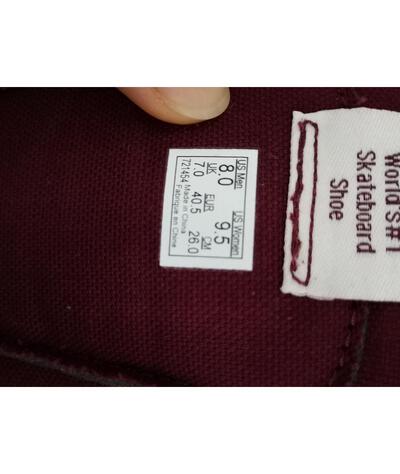 US Men US Women
8.0 9.5
UK EUR CM
7.0 40.5 26.0
721454 Made in China
Fabriqué en Chine
World's #1
Skateboard
Shoe